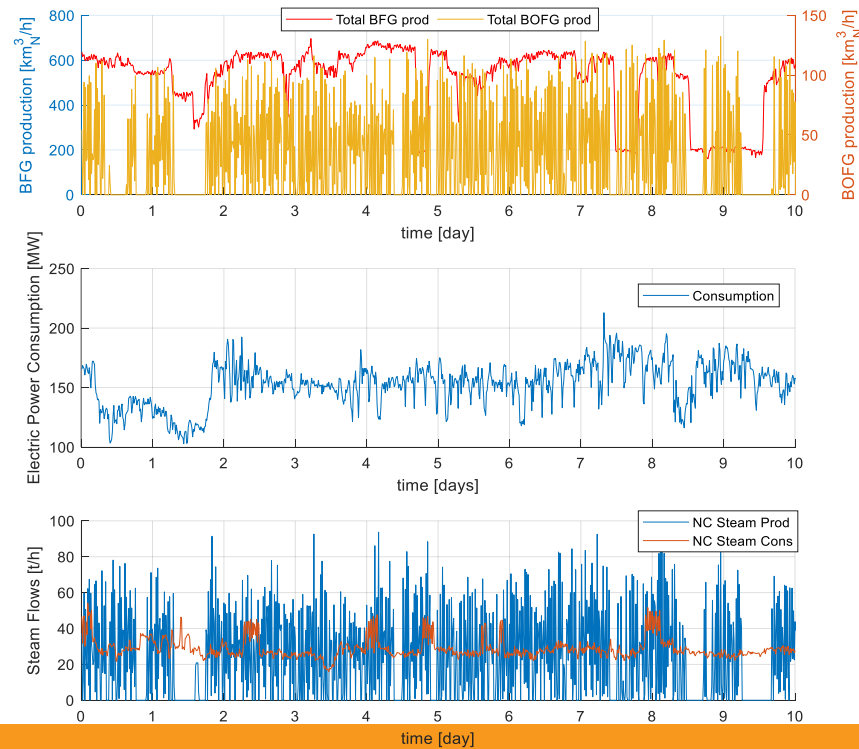 Total BFG prod Total BOFG prod
BFG production [km³N/h]
800
600
400
200
0
150
100
50
0
BOFG production [km³N/h]
0 1 2 3 4 5 6 7 8 9 10
time [day]
Electric Power Consumption [MW]
250
200
150
100
Consumption
0 1 2 3 4 5 6 7 8 9 10
time [days]
Steam Flows [t/h]
100
80
60
40
20
0
NC Steam Prod
NC Steam Cons
0 1 2 3 4 5 6 7 8 9 10
time [day]